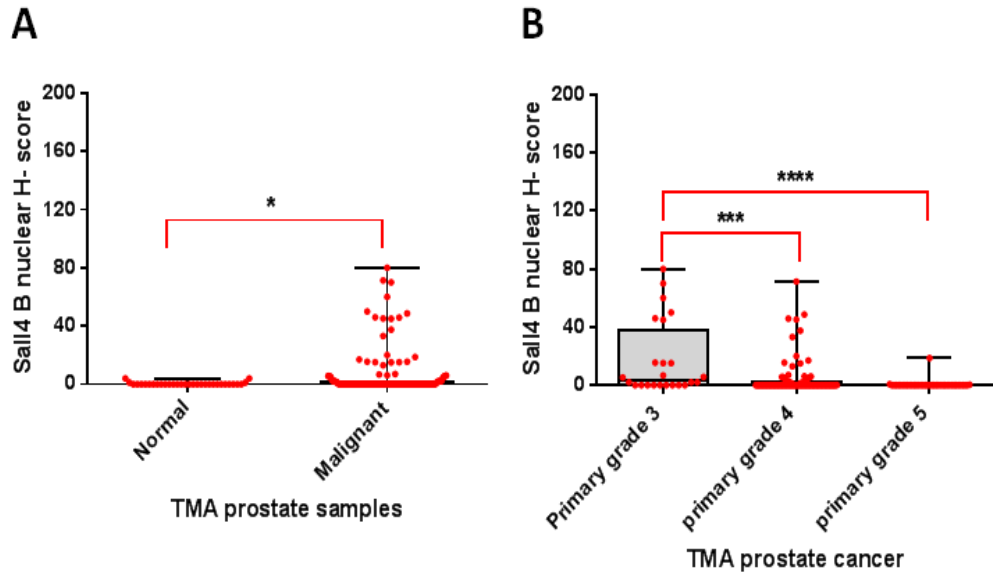 A
Sall4 B nuclear H- score
200
160
120
80
40
0
*
Normal
Malignant
TMA prostate samples
B
Sall4 B nuclear H- score
200
160
120
80
40
0
****
***
Primary grade 3
primary grade 4
primary grade 5
TMA prostate cancer